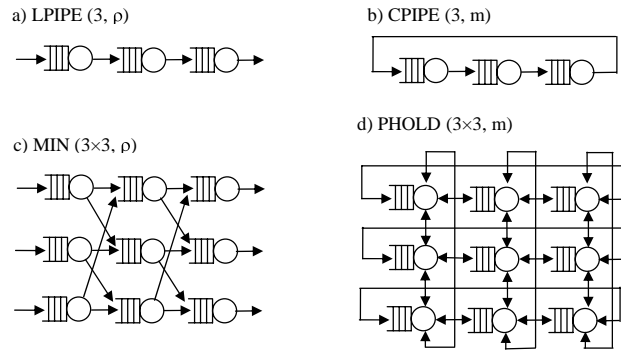 a) LPIPE (3, ρ)
b) CPIPE (3, m)
c) MIN (3×3, ρ)
d) PHOLD (3×3, m)